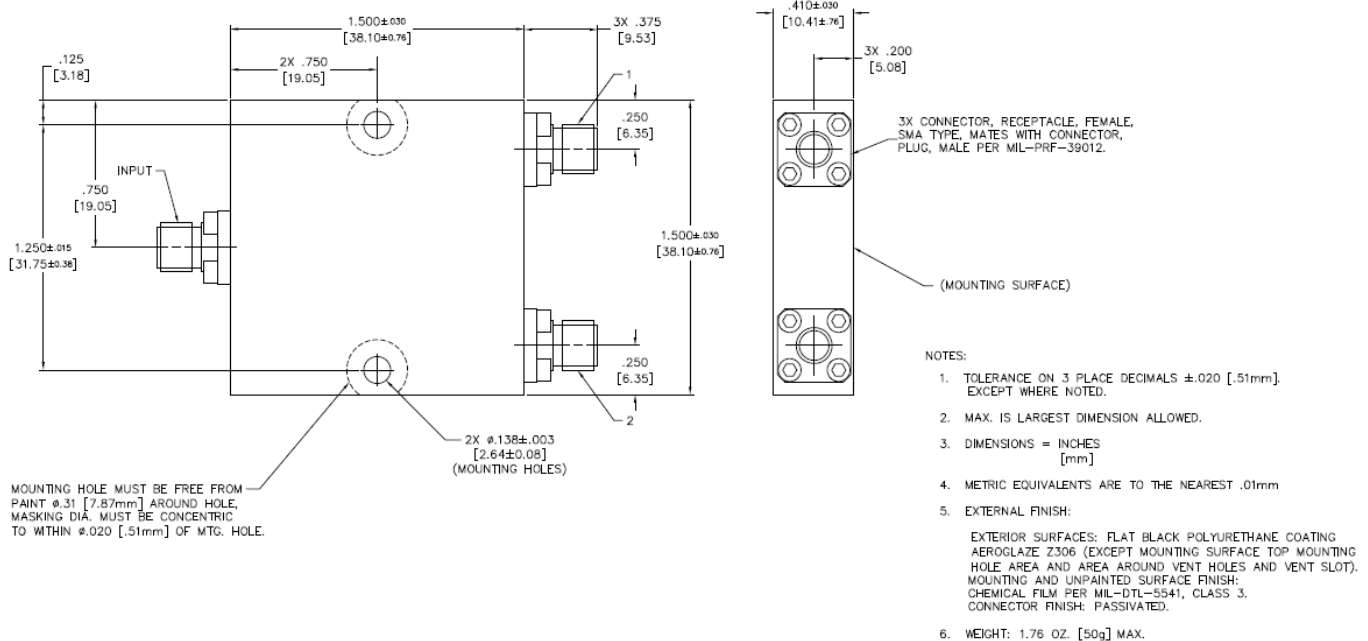 1.500±.030
[38.10±0.76]
3X .375
[9.53]
.410±.030
[10.41±.76]
2X .750
[19.05]
3X .200
[5.08]
.125
[3.18]
1
.250
[6.35]
3X CONNECTOR, RECEPTACLE, FEMALE,
SMA TYPE, MATES WITH CONNECTOR,
PLUG, MALE PER MIL-PRF-39012.
INPUT
.750
[19.05]
1.250±.015
[31.75±0.38]
1.500±.030
[38.10±0.76]
(MOUNTING SURFACE)
.250
[6.35]
2
2X ø.138±.003
[2.64±0.08]
(MOUNTING HOLES)
MOUNTING HOLE MUST BE FREE FROM
PAINT ø.31 [7.87mm] AROUND HOLE,
MASKING DIA. MUST BE CONCENTRIC
TO WITHIN ø.020 [.51mm] OF MTG. HOLE.
NOTES:
1. TOLERANCE ON 3 PLACE DECIMALS ±.020 [.51mm].
EXCEPT WHERE NOTED.
2. MAX. IS LARGEST DIMENSION ALLOWED.
3. DIMENSIONS = INCHES
[mm]
4. METRIC EQUIVALENTS ARE TO THE NEAREST .01mm
5. EXTERNAL FINISH:
EXTERIOR SURFACES: FLAT BLACK POLYURETHANE COATING
AEROGLAZE Z306 (EXCEPT MOUNTING SURFACE TOP MOUNTING
HOLE AREA AND AREA AROUND VENT HOLES AND VENT SLOT).
MOUNTING AND UNPAINTED SURFACE FINISH:
CHEMICAL FILM PER MIL-DTL-5541, CLASS 3.
CONNECTOR FINISH: PASSIVATED.
6. WEIGHT: 1.76 OZ. [50g] MAX.